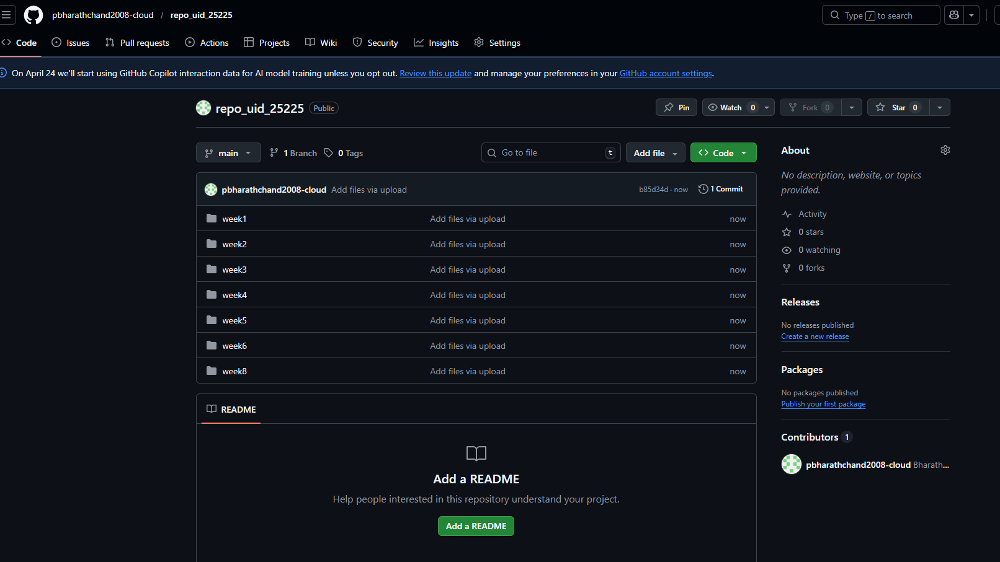 pbharathchand2008-cloud / repo_uid_25225
Type / to search
Code Issues Pull requests Actions Projects Wiki Security Insights Settings
On April 24 we'll start using GitHub Copilot interaction data for AI model training unless you opt out. Review this update and manage your preferences in your GitHub account settings.
repo_uid_25225 Public
Pin Watch 0 Fork 0 Star 0
main 1 Branch 0 Tags
Go to file t Add file Code
pbharathchand2008-cloud Add files via upload b85d34d · now 1 Commit
week1 Add files via upload now
week2 Add files via upload now
week3 Add files via upload now
week4 Add files via upload now
week5 Add files via upload now
week6 Add files via upload now
week8 Add files via upload now
README
Add a README
Help people interested in this repository understand your project.
Add a README
About
No description, website, or topics
provided.
Activity
0 stars
0 watching
0 forks
Releases
No releases published
Create a new release
Packages
No packages published
Publish your first package
Contributors 1
pbharathchand2008-cloud Bharath...